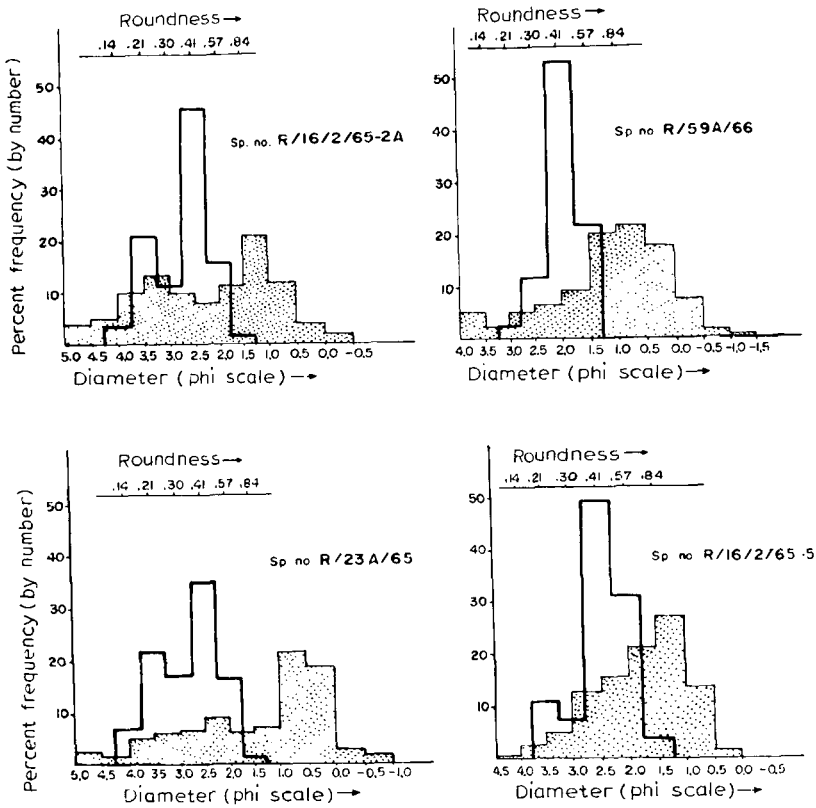 Roundness→
.14 .21 .30 .41 .57 .84
Percent frequency (by number)
50
40
30
20
10
Sp. no. R/16/2/65-2A
5.0 4.5 4.0 3.5 3.0 2.5 2.0 1.5 1.0 0.5 0.0 -0.5
Diameter (phi scale)→
Roundness→
.14 .21 .30 .41 .57 .84
50
40
30
20
10
Sp no R/59A/66
4.0 3.5 3.0 2.5 2.0 1.5 1.0 0.5 0.0 -0.5 -1.0 -1.5
Diameter (phi scale)→
Roundness→
.14 .21 .30 .41 .57 .84
Percent frequency (by number)
50
40
30
20
10
Sp no R/23A/65
5.0 4.5 4.0 3.5 3.0 2.5 2.0 1.5 1.0 0.5 0.0 -0.5 -1.0
Diameter (phi scale)→
Roundness→
.14 .21 .30 .41 .57 .84
50
40
30
20
10
Sp no R/16/2/65-5
4.5 4.0 3.5 3.0 2.5 2.0 1.5 1.0 0.5 0.0
Diameter (phi scale)→